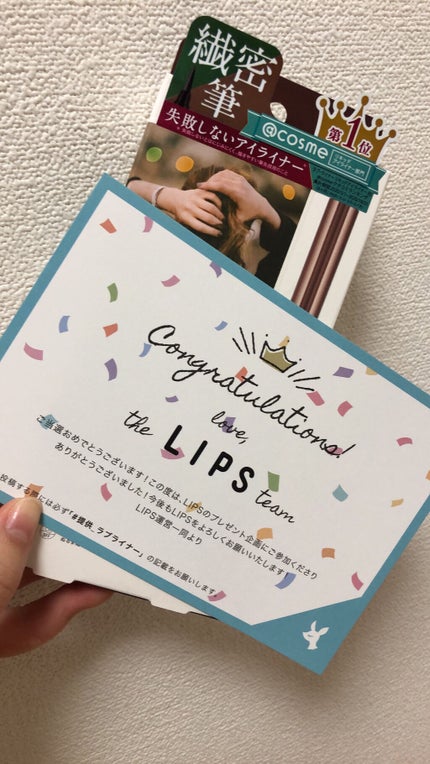 繊密
筆
失敗しないアイライナー
@cosme
第1位
Congratulations!
love,
the LIPS team
ご当選おめでとうございます！この度は、LIPSのプレゼント企画にご参加くださり
ありがとうございました！今後もLIPSをよろしくお願いいたします！
LIPS運営一同より
投稿する際には必ず「#提供_ラブライナー」の記載をお願いします。